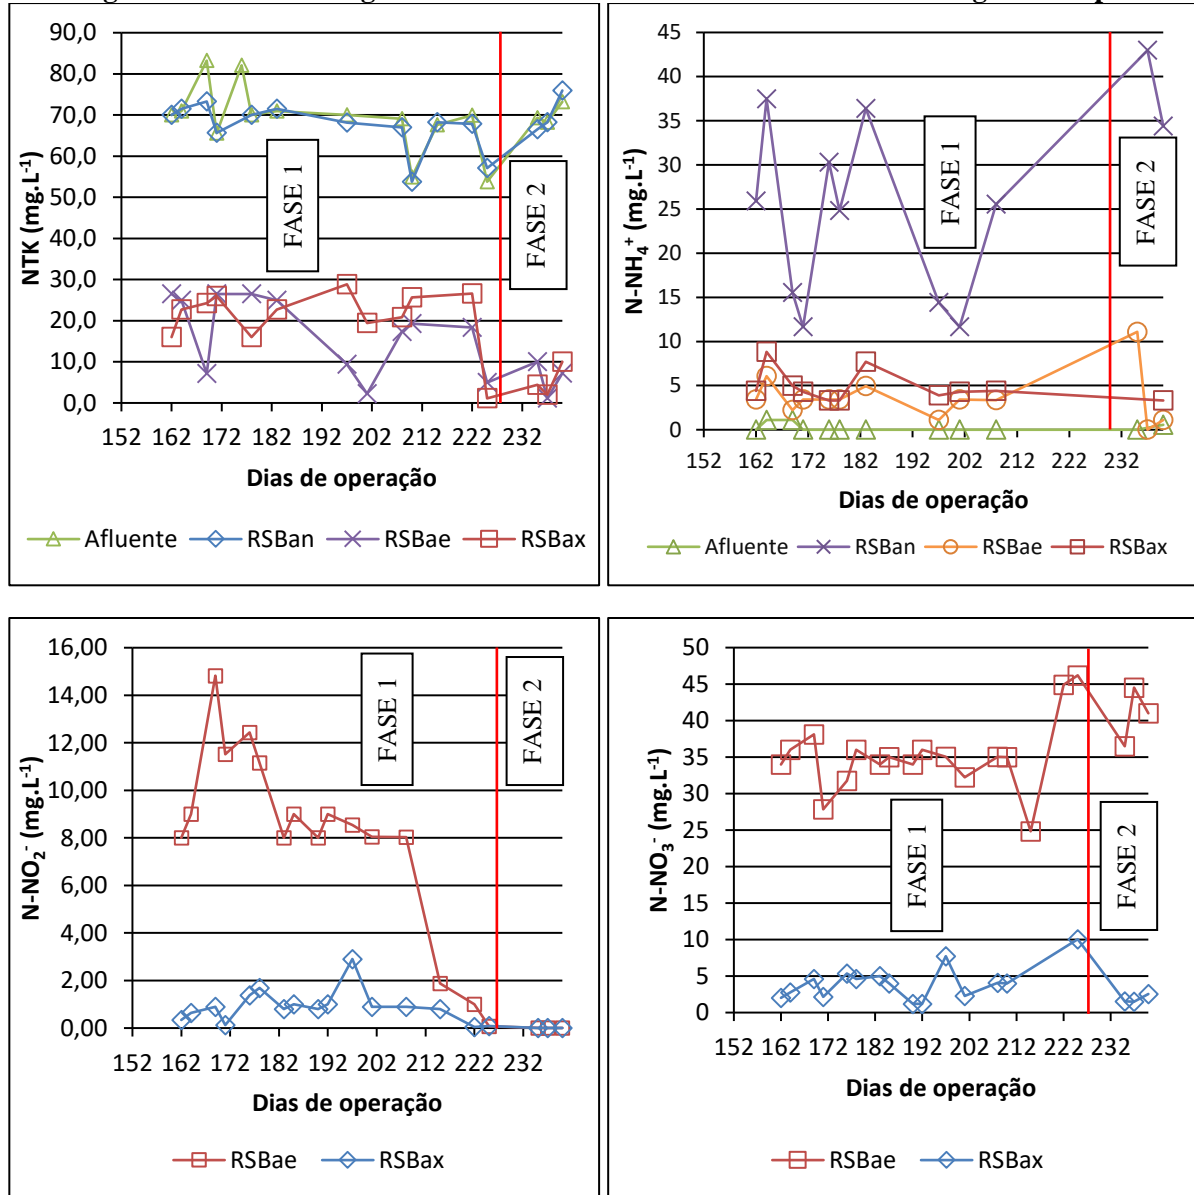 90,0
80,0
70,0
60,0
50,0
40,0
30,0
20,0
10,0
0,0
NTK (mg.L⁻¹)
FASE 1
FASE 2
152 162 172 182 192 202 212 222 232
Dias de operação
Afluente RSBan RSBae RSBax
45
40
35
30
25
20
15
10
5
0
N-NH₄⁺ (mg.L⁻¹)
FASE 1
FASE 2
152 162 172 182 192 202 212 222 232
Dias de operação
Afluente RSBan RSBae RSBax
16,00
14,00
12,00
10,00
8,00
6,00
4,00
2,00
0,00
N-NO₂⁻ (mg.L⁻¹)
FASE 1
FASE 2
152 162 172 182 192 202 212 222 232
Dias de operação
RSBae RSBax
50
45
40
35
30
25
20
15
10
5
0
N-NO₃⁻ (mg.L⁻¹)
FASE 1
FASE 2
152 162 172 182 192 202 212 222 232
Dias de operação
RSBae RSBax